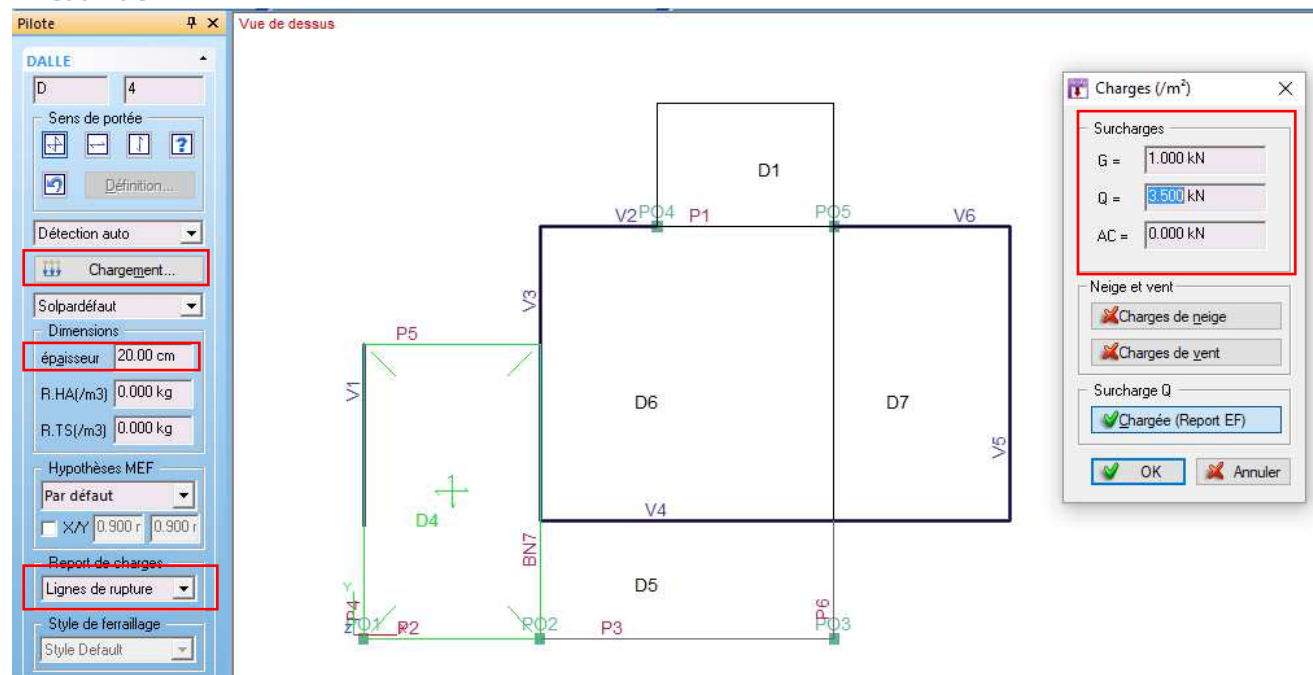 Pilote
DALLE
D 4
Sens de portée
Définition...
Détection auto
Chargement...
Solpardéfaut
Dimensions
épaisseur 20.00 cm
R.HA(/m3) 0.000 kg
R.TS(/m3) 0.000 kg
Hypothèses MEF
Par défaut
X/Y 0.900 r 0.900 r
Report de charges
Lignes de rupture
Style de ferraillage
Style Default
Vue de dessus
D1
V2 PO4 P1 PO5 V6
V3
P5
V1
D6 D7
V5
D4
V4
BN7
D5
Y
P4
P6
Z PO1 P2 PO2 P3 PO3
Charges (/m²)
Surcharges
G = 1.000 kN
Q = 3.500 kN
AC = 0.000 kN
Neige et vent
Charges de neige
Charges de vent
Surcharge Q
Chargée (Report EF)
OK Annuler